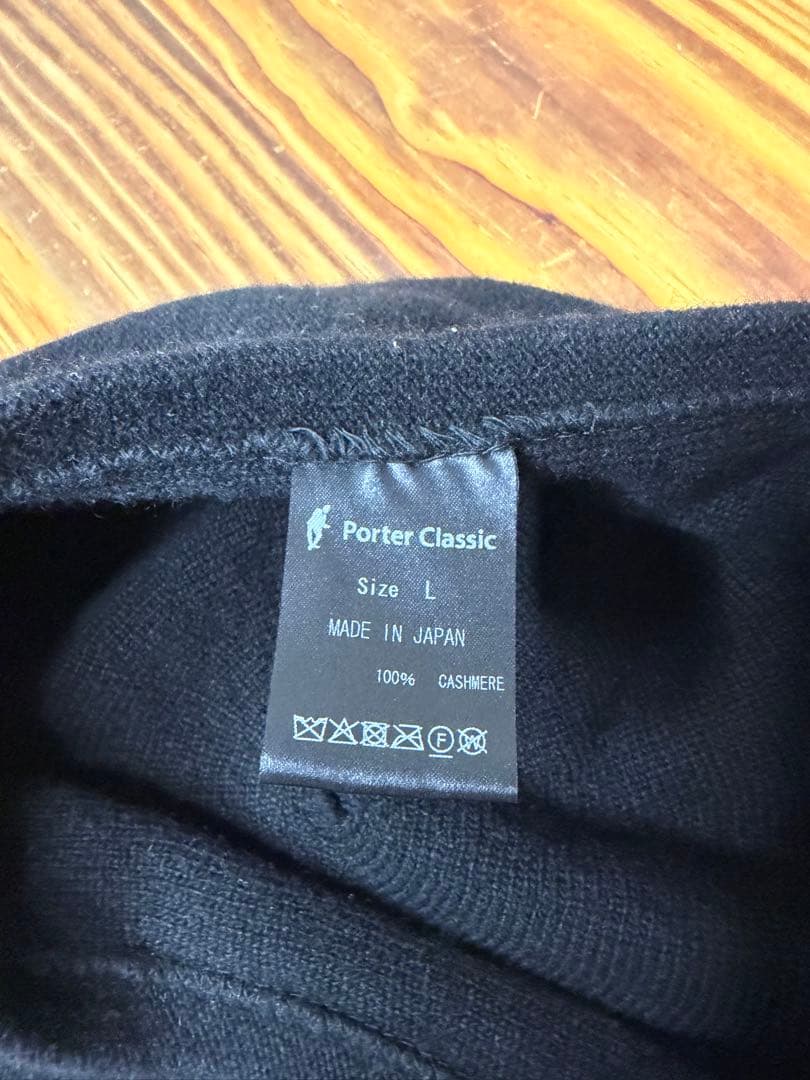 Porter Classic
Size L
MADE IN JAPAN
100% CASHMERE
F W